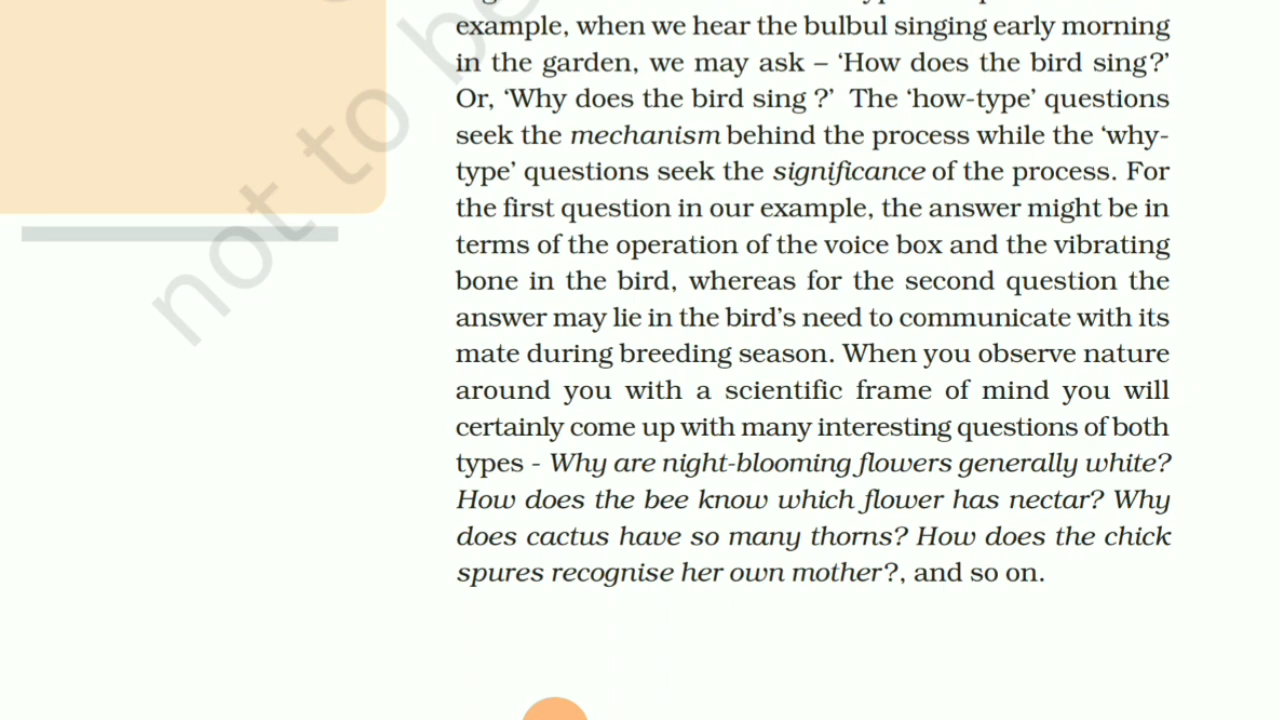 example, when we hear the bulbul singing early morning
in the garden, we may ask – ‘How does the bird sing?’
Or, ‘Why does the bird sing ?’ The ‘how-type’ questions
seek the mechanism behind the process while the ‘why-
type’ questions seek the significance of the process. For
the first question in our example, the answer might be in
terms of the operation of the voice box and the vibrating
bone in the bird, whereas for the second question the
answer may lie in the bird’s need to communicate with its
mate during breeding season. When you observe nature
around you with a scientific frame of mind you will
certainly come up with many interesting questions of both
types - Why are night-blooming flowers generally white?
How does the bee know which flower has nectar? Why
does cactus have so many thorns? How does the chick
spures recognise her own mother?, and so on.
not to be